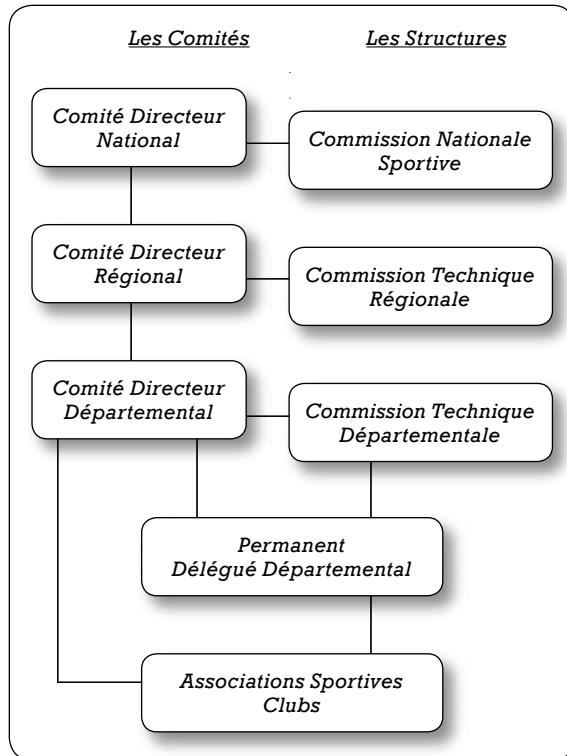 Les Comités
Les Structures
Comité Directeur
National
Commission Nationale
Sportive
Comité Directeur
Régional
Commission Technique
Régionale
Comité Directeur
Départemental
Commission Technique
Départementale
Permanent
Délégué Départemental
Associations Sportives
Clubs